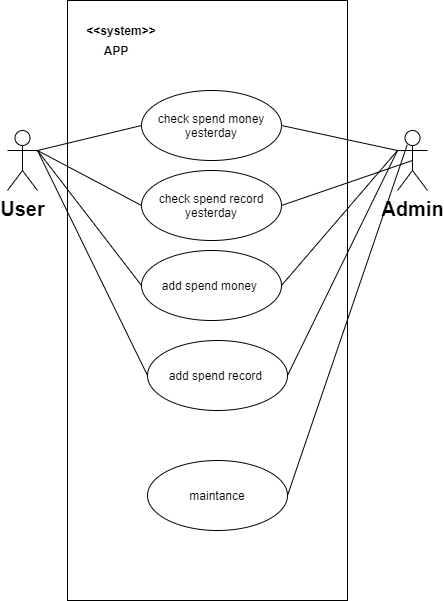 <<system>>
APP
check spend money
yesterday
check spend record
yesterday
User
Admin
add spend money
add spend record
maintance